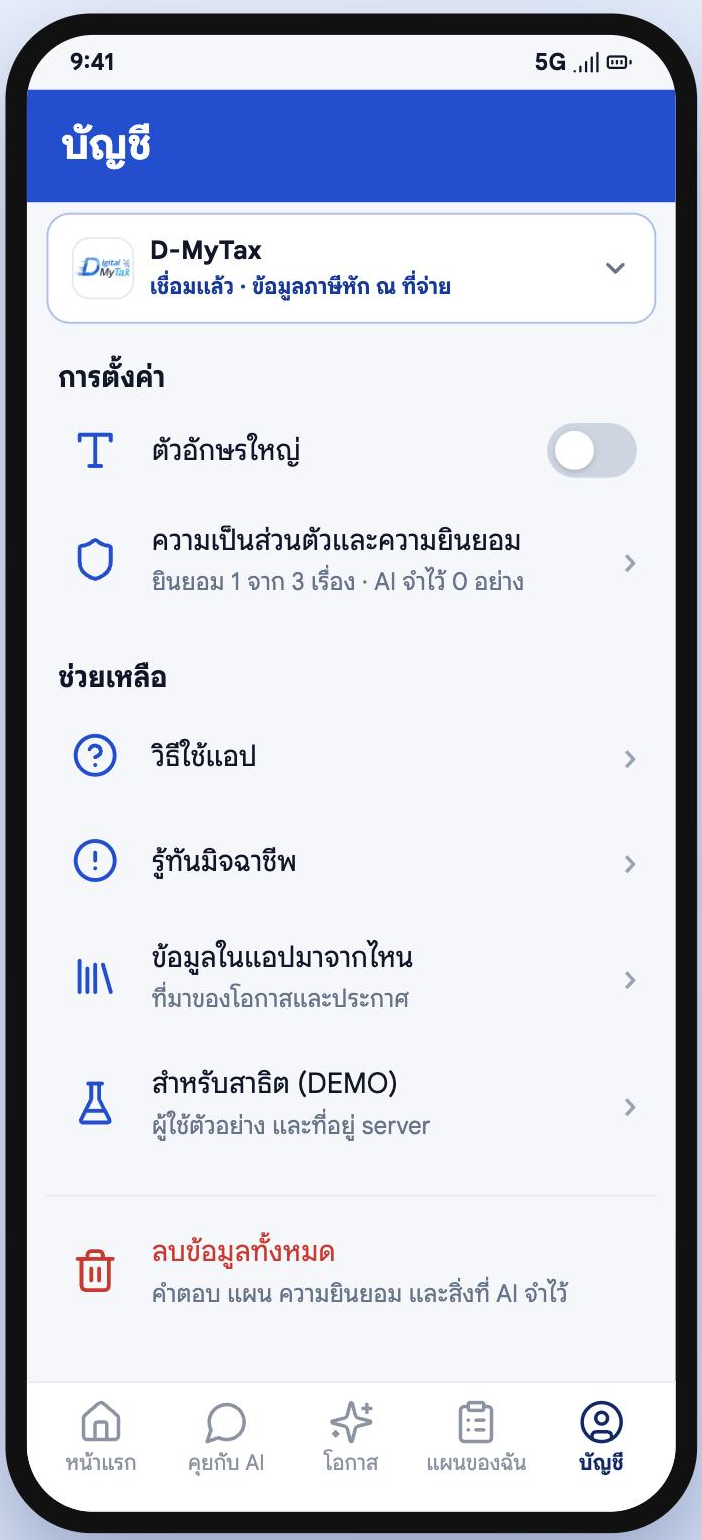 9:41
5G
บัญชี
Digital MyTax
D-MyTax
เชื่อมแล้ว · ข้อมูลภาษีหัก ณ ที่จ่าย
การตั้งค่า
ตัวอักษรใหญ่
ความเป็นส่วนตัวและความยินยอม
ยินยอม 1 จาก 3 เรื่อง · AI จำไว้ 0 อย่าง
ช่วยเหลือ
วิธีใช้แอป
รู้ทันมิจฉาชีพ
ข้อมูลในแอปมาจากไหน
ที่มาของโอกาสและประกาศ
สำหรับสาธิต (DEMO)
ผู้ใช้ตัวอย่าง และที่อยู่ server
ลบข้อมูลทั้งหมด
คำตอบ แผน ความยินยอม และสิ่งที่ AI จำไว้
หน้าแรก
คุยกับ AI
โอกาส
แผนของฉัน
บัญชี